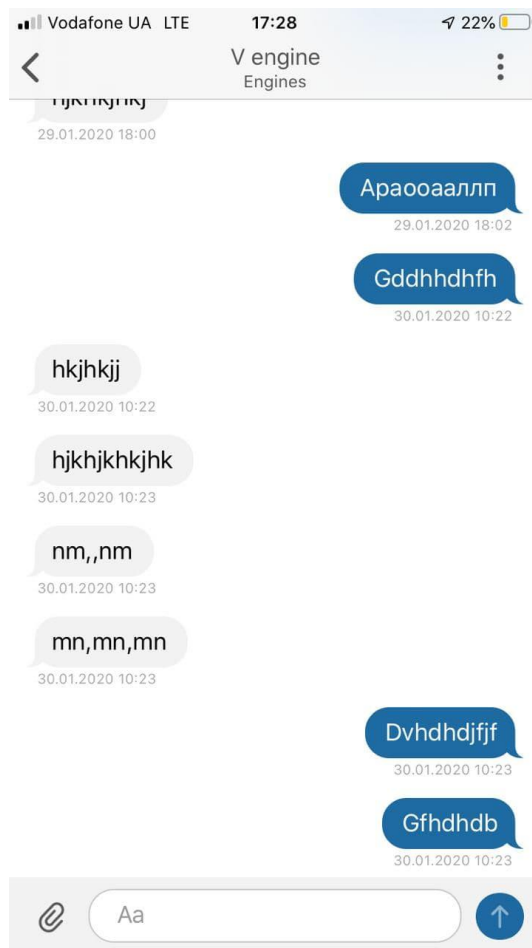 Vodafone UA LTE 17:28 22%
V engine
Engines
29.01.2020 18:00
Араооааллп
29.01.2020 18:02
Gddhhdhfh
30.01.2020 10:22
hkjhkjj
30.01.2020 10:22
hjkhjkhkjhk
30.01.2020 10:23
nm,,nm
30.01.2020 10:23
mn,mn,mn
30.01.2020 10:23
Dvhdhdjfjf
30.01.2020 10:23
Gfhdhdb
30.01.2020 10:23
Aa